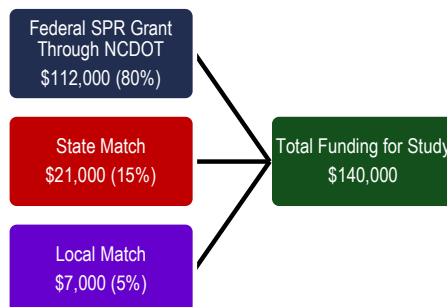 Federal SPR Grant
Through NCDOT
$112,000 (80%)
State Match
$21,000 (15%)
Total Funding for Study
$140,000
Local Match
$7,000 (5%)